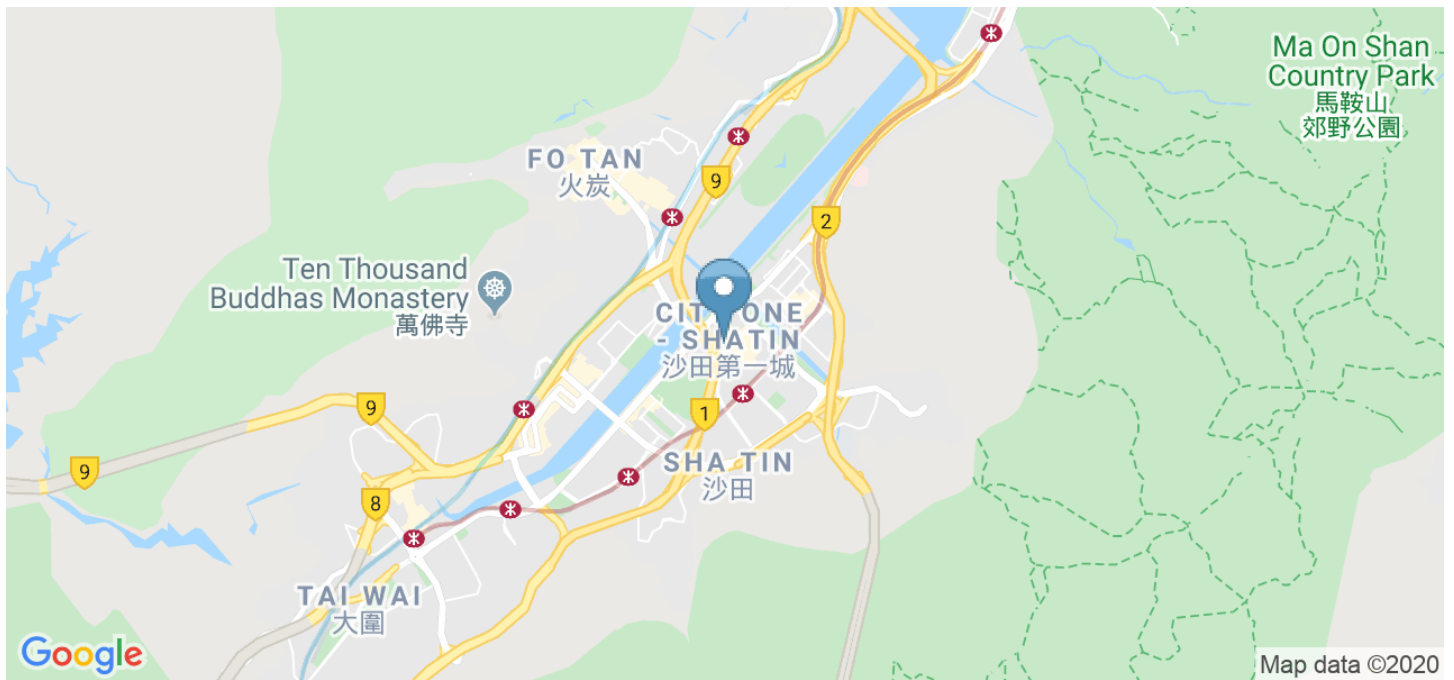 Ma On Shan
Country Park
馬鞍山
郊野公園
FO TAN
火炭
9
2
Ten Thousand
Buddhas Monastery
萬佛寺
CITY ONE
- SHATIN
沙田第一城
9
1
SHA TIN
沙田
9
8
TAI WAI
大圍
Google
Map data ©2020